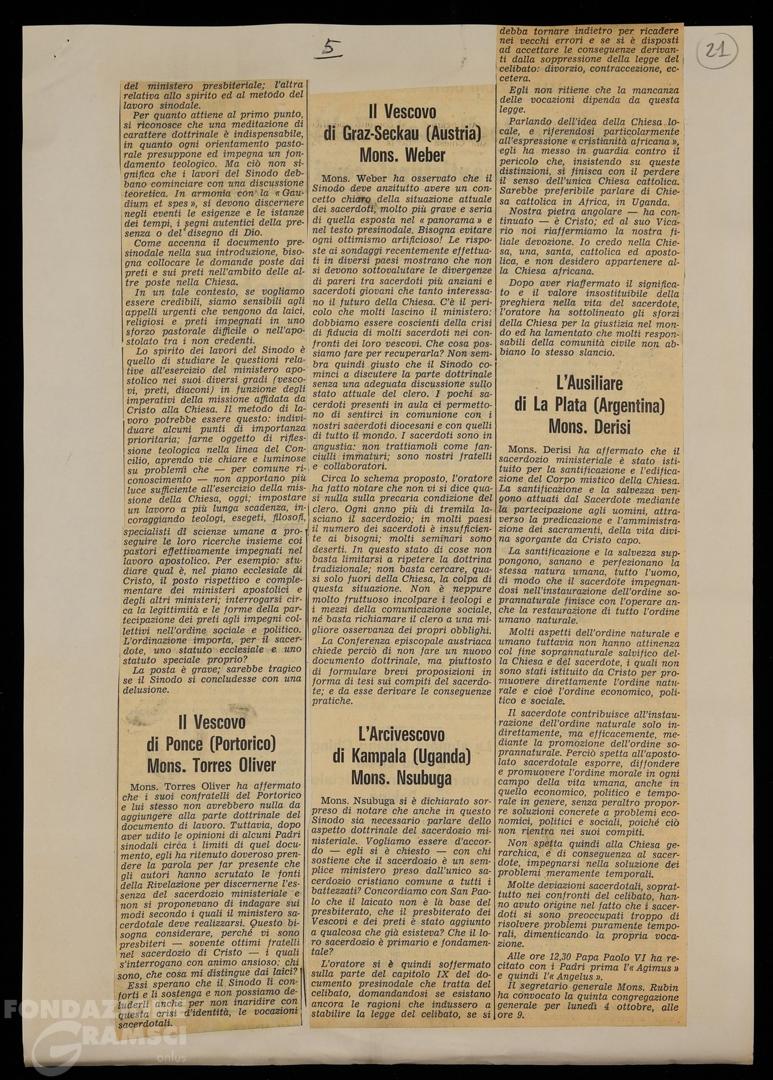 5
21
del ministero presbiteriale; l'altra
relativa allo spirito ed al metodo del
lavoro sinodale.
Per quanto attiene al primo punto,
si riconosce che una meditazione di
carattere dottrinale è indispensabile,
in quanto ogni orientamento pasto-
rale presuppone ed impegna un fon-
damento teologico. Ma ciò non si-
gnifica che i lavori del Sinodo deb-
bano cominciare con una discussione
teoretica. In armonia con la « Gau-
dium et spes », si devono discernere
negli eventi le esigenze e le istanze
dei tempi, i segni autentici della pre-
senza o del disegno di Dio.
Come accenna il documento pre-
sinodale nella sua introduzione, biso-
gna collocare le domande poste dai
preti e sui preti nell'ambito delle al-
tre poste nella Chiesa.
In un tale contesto, se vogliamo
essere credibili, siamo sensibili agli
appelli urgenti che vengono da laici,
religiosi e preti impegnati in uno
sforzo pastorale difficile o nell'apo-
stolato tra i non credenti.
Lo spirito dei lavori del Sinodo è
quello di studiare le questioni rela-
tive all'esercizio del ministero apo-
stolico nei suoi diversi gradi (vesco-
vi, preti, diaconi) in funzione degli
imperativi della missione affidata da
Cristo alla Chiesa. Il metodo di la-
voro potrebbe essere questo: indivi-
duare alcuni punti di importanza
prioritaria; farne oggetto di rifles-
sione teologica nella linea del Con-
cilio, aprendo vie chiare e luminose
su problemi che — per comune ri-
conoscimento — non apportano più
luce sufficiente all'esercizio della mis-
sione della Chiesa, oggi; impostare
un lavoro a più lunga scadenza, in-
coraggiando teologi, esegeti, filosofi,
specialisti di scienze umane a pro-
seguire le loro ricerche insieme con
pastori effettivamente impegnati nel
lavoro apostolico. Per esempio: stu-
diare qual è, nel piano ecclesiale di
Cristo, il posto rispettivo e comple-
mentare dei ministeri apostolici e
degli altri ministeri; interrogarsi cir-
ca la legittimità e le forme della par-
tecipazione dei preti agli impegni col-
lettivi nell'ordine sociale e politico.
L'ordinazione importa, per il sacer-
dote, uno statuto ecclesiale e uno
statuto speciale proprio?
La posta è grave; sarebbe tragico
se il Sinodo si concludesse con una
delusione.
Il Vescovo
di Ponce (Portorico)
Mons. Torres Oliver
Mons. Torres Oliver ha affermato
che i suoi confratelli del Portorico
e lui stesso non avrebbero nulla da
aggiungere alla parte dottrinale del
documento di lavoro. Tuttavia, dopo
aver udito le opinioni di alcuni Padri
sinodali circa i limiti di quel docu-
mento, egli ha ritenuto doveroso pren-
dere la parola per far presente che
gli autori hanno scrutato le fonti
della Rivelazione per discernerne l'es-
senza del sacerdozio ministeriale e
non si proponevano di indagare sui
modi secondo i quali il ministero sa-
cerdotale deve realizzarsi. Questo bi-
sogna considerare, perché vi sono
presbiteri — sovente ottimi fratelli
nel sacerdozio di Cristo — i quali
s'interrogano con animo ansioso: chi
sono, che cosa mi distingue dai laici?
Essi sperano che il Sinodo li con-
forti e li sostenga e non possiamo de-
luderli anche per non inaridire con
questa crisi d'identità, le vocazioni
sacerdotali.
Il Vescovo
di Graz-Seckau (Austria)
Mons. Weber
Mons. Weber ha osservato che il
Sinodo deve anzitutto avere un con-
cetto chiaro della situazione attuale
dei sacerdoti, molto più grave e seria
di quella esposta nel « panorama » e
nel testo presinodale. Bisogna evitare
ogni ottimismo artificioso! Le rispo-
ste ai sondaggi recentemente effettua-
ti in diversi paesi mostrano che non
si devono sottovalutare le divergenze
di pareri tra sacerdoti più anziani e
sacerdoti giovani che tanto interessa-
no il futuro della Chiesa. C'è il peri-
colo che molti lascino il ministero:
dobbiamo essere coscienti della crisi
di fiducia di molti sacerdoti nei con-
fronti dei loro vescovi. Che cosa pos-
siamo fare per recuperarla? Non sem-
bra quindi giusto che il Sinodo co-
minci a discutere la parte dottrinale
senza una adeguata discussione sullo
stato attuale del clero. I pochi sa-
cerdoti presenti in aula ci permetto-
no di sentirci in comunione con i
nostri sacerdoti diocesani e con quelli
di tutto il mondo. I sacerdoti sono in
angustia: non trattiamoli come fan-
ciulli immaturi; sono nostri fratelli
e collaboratori.
Circa lo schema proposto, l'oratore
ha fatto notare che non vi si dice qua-
si nulla sulla precaria condizione del
clero. Ogni anno più di tremila la-
sciano il sacerdozio; in molti paesi
il numero dei sacerdoti è insufficien-
te ai bisogni; molti seminari sono
deserti. In questo stato di cose non
basta limitarsi a ripetere la dottrina
tradizionale; non basta cercare, qua-
si solo fuori della Chiesa, la colpa di
questa situazione. Non è neppure
molto fruttuoso incolpare i teologi e
i mezzi della comunicazione sociale,
né basta richiamare il clero a una mi-
gliore osservanza dei propri obblighi.
La Conferenza episcopale austriaca
chiede perciò di non fare un nuovo
documento dottrinale, ma piuttosto
di formulare brevi proposizioni in
forma di tesi sui compiti del sacerdo-
te; e da esse derivare le conseguenze
pratiche.
L'Arcivescovo
di Kampala (Uganda)
Mons. Nsubuga
Mons. Nsubuga si è dichiarato sor-
preso di notare che anche in questo
Sinodo sia necessario parlare dello
aspetto dottrinale del sacerdozio mi-
nisteriale. Vogliamo essere d'accor-
do — egli si è chiesto — con chi
sostiene che il sacerdozio è un sem-
plice ministero preso dall'unico sa-
cerdozio cristiano comune a tutti i
battezzati? Concordiamo con San Pao-
lo che il laicato non è là base del
presbiterato, che il presbiterato dei
Vescovi e dei preti è stato aggiunto
a qualcosa che già esisteva? Che il lo-
ro sacerdozio è primario e fondamen-
tale?
L'oratore si è quindi soffermato
sulla parte del capitolo IX del do-
cumento presinodale che tratta del
celibato, domandandosi se esistano
ancora le ragioni che indussero a
stabilire la legge del celibato, se si
debba tornare indietro per ricadere
nei vecchi errori e se si è disposti
ad accettare le conseguenze derivan-
ti dalla soppressione della legge del
celibato: divorzio, contraccezione, ec-
cetera.
Egli non ritiene che la mancanza
delle vocazioni dipenda da questa
legge.
Parlando dell'idea della Chiesa lo-
cale, e riferendosi particolarmente
all'espressione « cristianità africana »,
egli ha messo in guardia contro il
pericolo che, insistendo su queste
distinzioni, si finisca con il perdere
il senso dell'unica Chiesa cattolica.
Sarebbe preferibile parlare di Chie-
sa cattolica in Africa, in Uganda.
Nostra pietra angolare — ha con-
tinuato — è Cristo; ed al suo Vica-
rio noi riaffermiamo la nostra fi-
liale devozione. Io credo nella Chie-
sa, una, santa, cattolica ed aposto-
lica, e non desidero appartenere al-
la Chiesa africana.
Dopo aver riaffermato il significa-
to e il valore insostituibile della
preghiera nella vita del sacerdote,
l'oratore ha sottolineato gli sforzi
della Chiesa per la giustizia nel mon-
do ed ha lamentato che molti respon-
sabili della comunità civile non ab-
biano lo stesso slancio.
L'Ausiliare
di La Plata (Argentina)
Mons. Derisi
Mons. Derisi ha affermato che il
sacerdozio ministeriale è stato isti-
tuito per la santificazione e l'edifica-
zione del Corpo mistico della Chiesa.
La santificazione e la salvezza ven-
gono attuati dal Sacerdote mediante
la partecipazione agli uomini, attra-
verso la predicazione e l'amministra-
zione dei sacramenti, della vita divi-
na sgorgante da Cristo capo.
La santificazione e la salvezza sup-
pongono, sanano e perfezionano la
stessa natura umana, tutto l'uomo,
di modo che il sacerdote impegnan-
dosi nell'instaurazione dell'ordine so-
prannaturale finisce con l'operare an-
che la restaurazione di tutto l'ordine
umano naturale.
Molti aspetti dell'ordine naturale e
umano tuttavia non hanno attinenza
col fine soprannaturale salvifico del-
la Chiesa e del sacerdote, i quali non
sono stati istituito da Cristo per pro-
muovere direttamente l'ordine natu-
rale e cioè l'ordine economico, poli-
tico e sociale.
Il sacerdote contribuisce all'instau-
razione dell'ordine naturale solo in-
direttamente, ma efficacemente, me-
diante la promozione dell'ordine so-
prannaturale. Perciò spetta all'aposto-
lato sacerdotale esporre, diffondere
e promuovere l'ordine morale in ogni
campo della vita umana, anche in
quello economico, politico e tempo-
rale in genere, senza peraltro propor-
re soluzioni concrete a problemi eco-
nomici, politici e sociali, poiché ciò
non rientra nei suoi compiti.
Non spetta quindi alla Chiesa ge-
rarchica, e di conseguenza al sacer-
dote, impegnarsi nella soluzione dei
problemi meramente temporali.
Molte deviazioni sacerdotali, soprat-
tutto nei confronti del celibato, han-
no avuto origine nel fatto che i sacer-
doti si sono preoccupati troppo di
risolvere problemi puramente tempo-
rali, dimenticando la propria voca-
zione.
Alle ore 12,30 Papa Paolo VI ha re-
citato con i Padri prima l'« Agimus »
e quindi l'« Angelus ».
Il segretario generale Mons. Rubin
ha convocato la quinta congregazione
generale per lunedì 4 ottobre, alle
ore 9.
FONDAZIONE
GRAMSCI
onlus